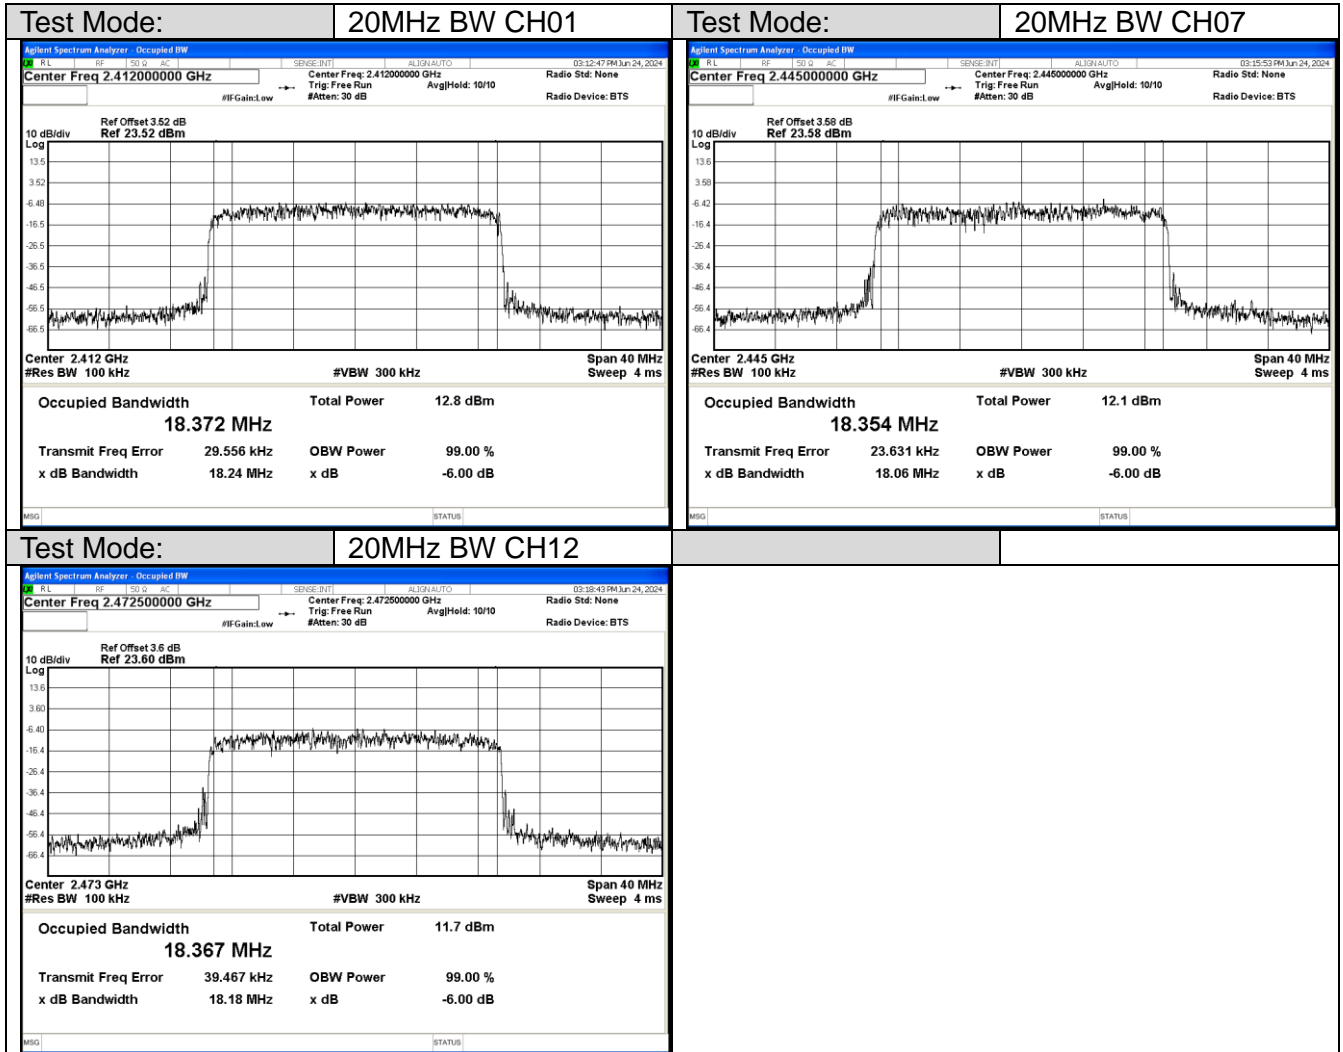 Test Mode: 20MHz BW CH01 Test Mode: 20MHz BW CH07
Agilent Spectrum Analyzer - Occupied BW
RL RF 50 Ω AC SENSE:INT ALIGNAUTO 03:12:47 PM Jun 24, 2024
Center Freq 2.412000000 GHz Center Freq: 2.412000000 GHz Radio Std: None
Trig: Free Run Avg|Hold: 10/10
#IFGain:Low #Atten: 30 dB Radio Device: BTS
Ref Offset 3.52 dB
10 dB/div Ref 23.52 dBm
Log
13.5
3.52
-6.48
-16.5
-26.5
-36.5
-46.5
-56.5
-66.5
Center 2.412 GHz Span 40 MHz
#Res BW 100 kHz #VBW 300 kHz Sweep 4 ms
Occupied Bandwidth Total Power 12.8 dBm
18.372 MHz
Transmit Freq Error 29.556 kHz OBW Power 99.00 %
x dB Bandwidth 18.24 MHz x dB -6.00 dB
MSG STATUS
Agilent Spectrum Analyzer - Occupied BW
RL RF 50 Ω AC SENSE:INT ALIGNAUTO 03:15:53 PM Jun 24, 2024
Center Freq 2.445000000 GHz Center Freq: 2.445000000 GHz Radio Std: None
Trig: Free Run Avg|Hold: 10/10
#IFGain:Low #Atten: 30 dB Radio Device: BTS
Ref Offset 3.58 dB
10 dB/div Ref 23.58 dBm
Log
13.6
3.58
-6.42
-16.4
-26.4
-36.4
-46.4
-56.4
-66.4
Center 2.445 GHz Span 40 MHz
#Res BW 100 kHz #VBW 300 kHz Sweep 4 ms
Occupied Bandwidth Total Power 12.1 dBm
18.354 MHz
Transmit Freq Error 23.631 kHz OBW Power 99.00 %
x dB Bandwidth 18.06 MHz x dB -6.00 dB
MSG STATUS
Test Mode: 20MHz BW CH12
Agilent Spectrum Analyzer - Occupied BW
RL RF 50 Ω AC SENSE:INT ALIGNAUTO 03:18:43 PM Jun 24, 2024
Center Freq 2.472500000 GHz Center Freq: 2.472500000 GHz Radio Std: None
Trig: Free Run Avg|Hold: 10/10
#IFGain:Low #Atten: 30 dB Radio Device: BTS
Ref Offset 3.6 dB
10 dB/div Ref 23.60 dBm
Log
13.6
3.60
-6.40
-16.4
-26.4
-36.4
-46.4
-56.4
-66.4
Center 2.473 GHz Span 40 MHz
#Res BW 100 kHz #VBW 300 kHz Sweep 4 ms
Occupied Bandwidth Total Power 11.7 dBm
18.367 MHz
Transmit Freq Error 39.467 kHz OBW Power 99.00 %
x dB Bandwidth 18.18 MHz x dB -6.00 dB
MSG STATUS